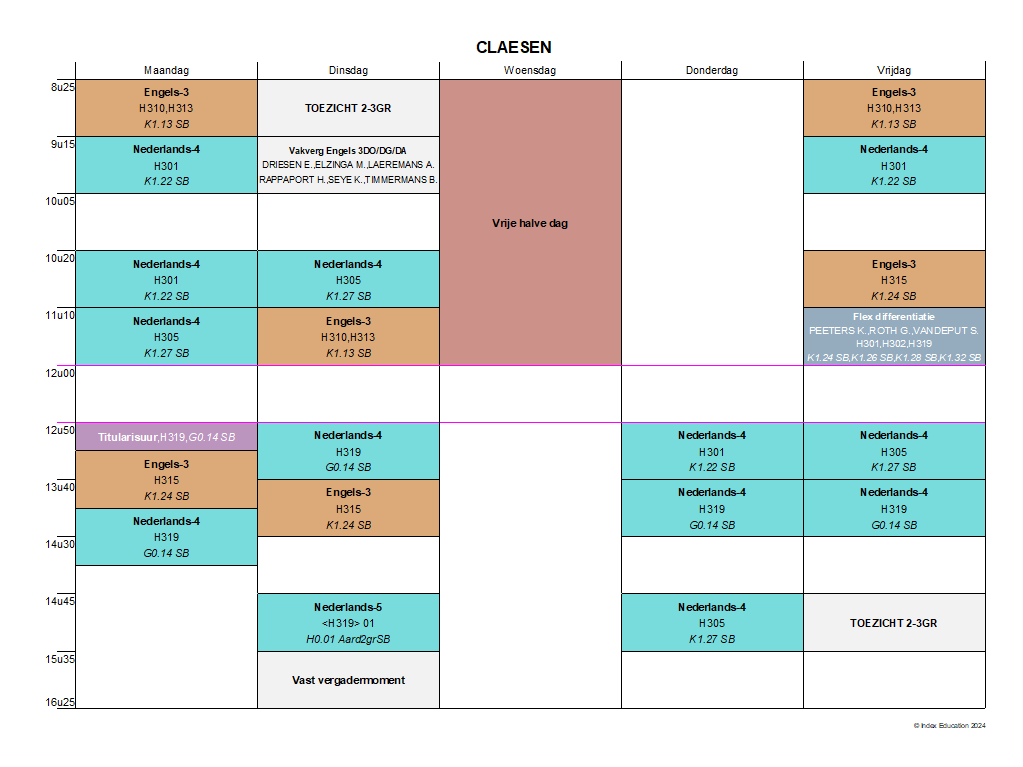 CLAESEN
Maandag Dinsdag Woensdag Donderdag Vrijdag
8u25
9u15
10u05
10u20
11u10
12u00
12u50
13u40
14u30
14u45
15u35
16u25
Engels-3
H310,H313
K1.13 SB
Nederlands-4
H301
K1.22 SB
Nederlands-4
H301
K1.22 SB
Nederlands-4
H305
K1.27 SB
Titularisuur,H319,G0.14 SB
Engels-3
H315
K1.24 SB
Nederlands-4
H319
G0.14 SB
TOEZICHT 2-3GR
Vakverg Engels 3DO/DG/DA
DRIESEN E.,ELZINGA M.,LAEREMANS A.
RAPPAPORT H.,SEYE K.,TIMMERMANS B.
Nederlands-4
H305
K1.27 SB
Engels-3
H310,H313
K1.13 SB
Nederlands-4
H319
G0.14 SB
Engels-3
H315
K1.24 SB
Nederlands-5
<H319> 01
H0.01 Aard2grSB
Vast vergadermoment
Vrije halve dag
Nederlands-4
H301
K1.22 SB
Nederlands-4
H319
G0.14 SB
Nederlands-4
H305
K1.27 SB
Engels-3
H310,H313
K1.13 SB
Nederlands-4
H301
K1.22 SB
Engels-3
H315
K1.24 SB
Flex differentiatie
PEETERS K.,ROTH G.,VANDEPUT S.
H301,H302,H319
K1.24 SB,K1.26 SB,K1.28 SB,K1.32 SB
Nederlands-4
H305
K1.27 SB
Nederlands-4
H319
G0.14 SB
TOEZICHT 2-3GR
© Index Education 2024